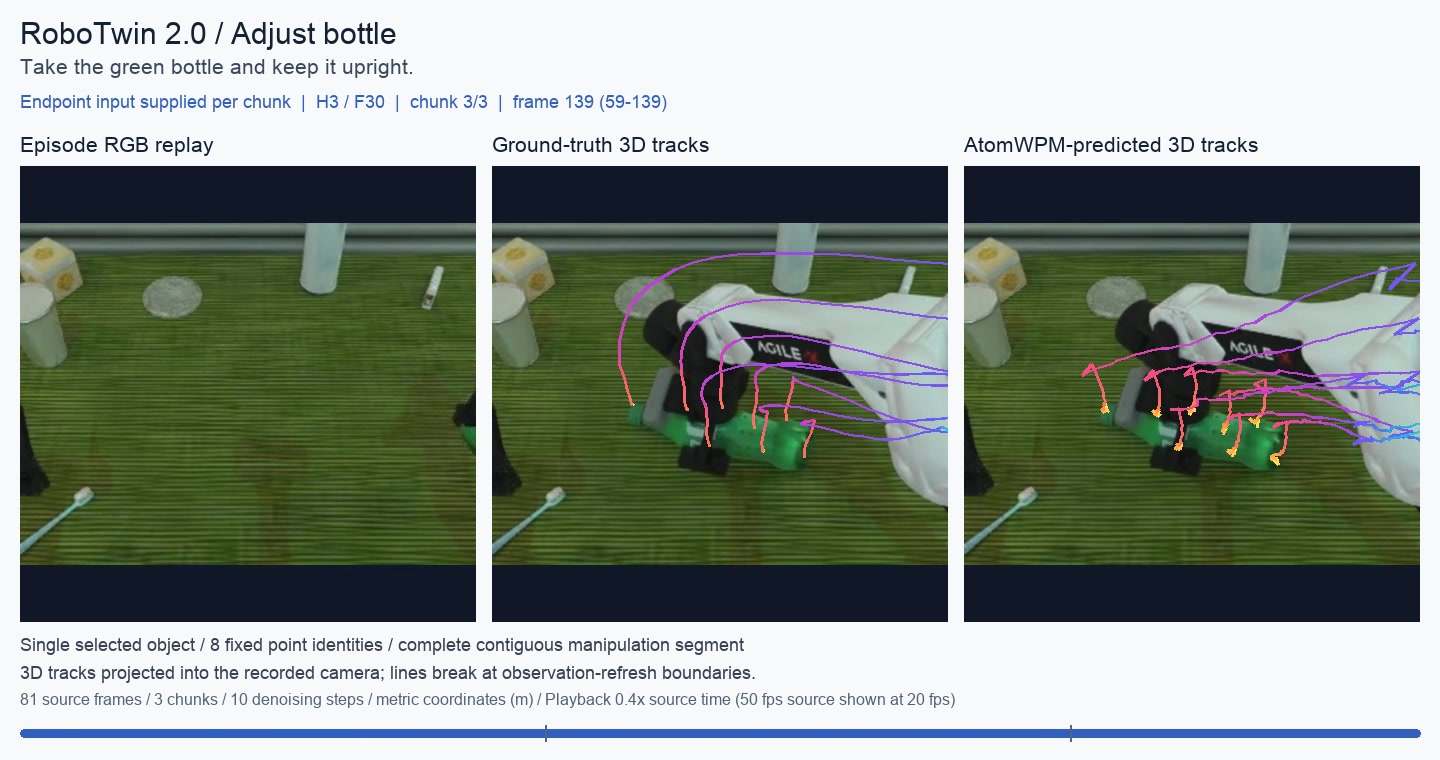 RoboTwin 2.0 / Adjust bottle
Take the green bottle and keep it upright.
Endpoint input supplied per chunk | H3 / F30 | chunk 3/3 | frame 139 (59-139)
Episode RGB replay
Ground-truth 3D tracks
AtomWPM-predicted 3D tracks
AGILE X
AGILE X
Single selected object / 8 fixed point identities / complete contiguous manipulation segment
3D tracks projected into the recorded camera; lines break at observation-refresh boundaries.
81 source frames / 3 chunks / 10 denoising steps / metric coordinates (m) / Playback 0.4x source time (50 fps source shown at 20 fps)